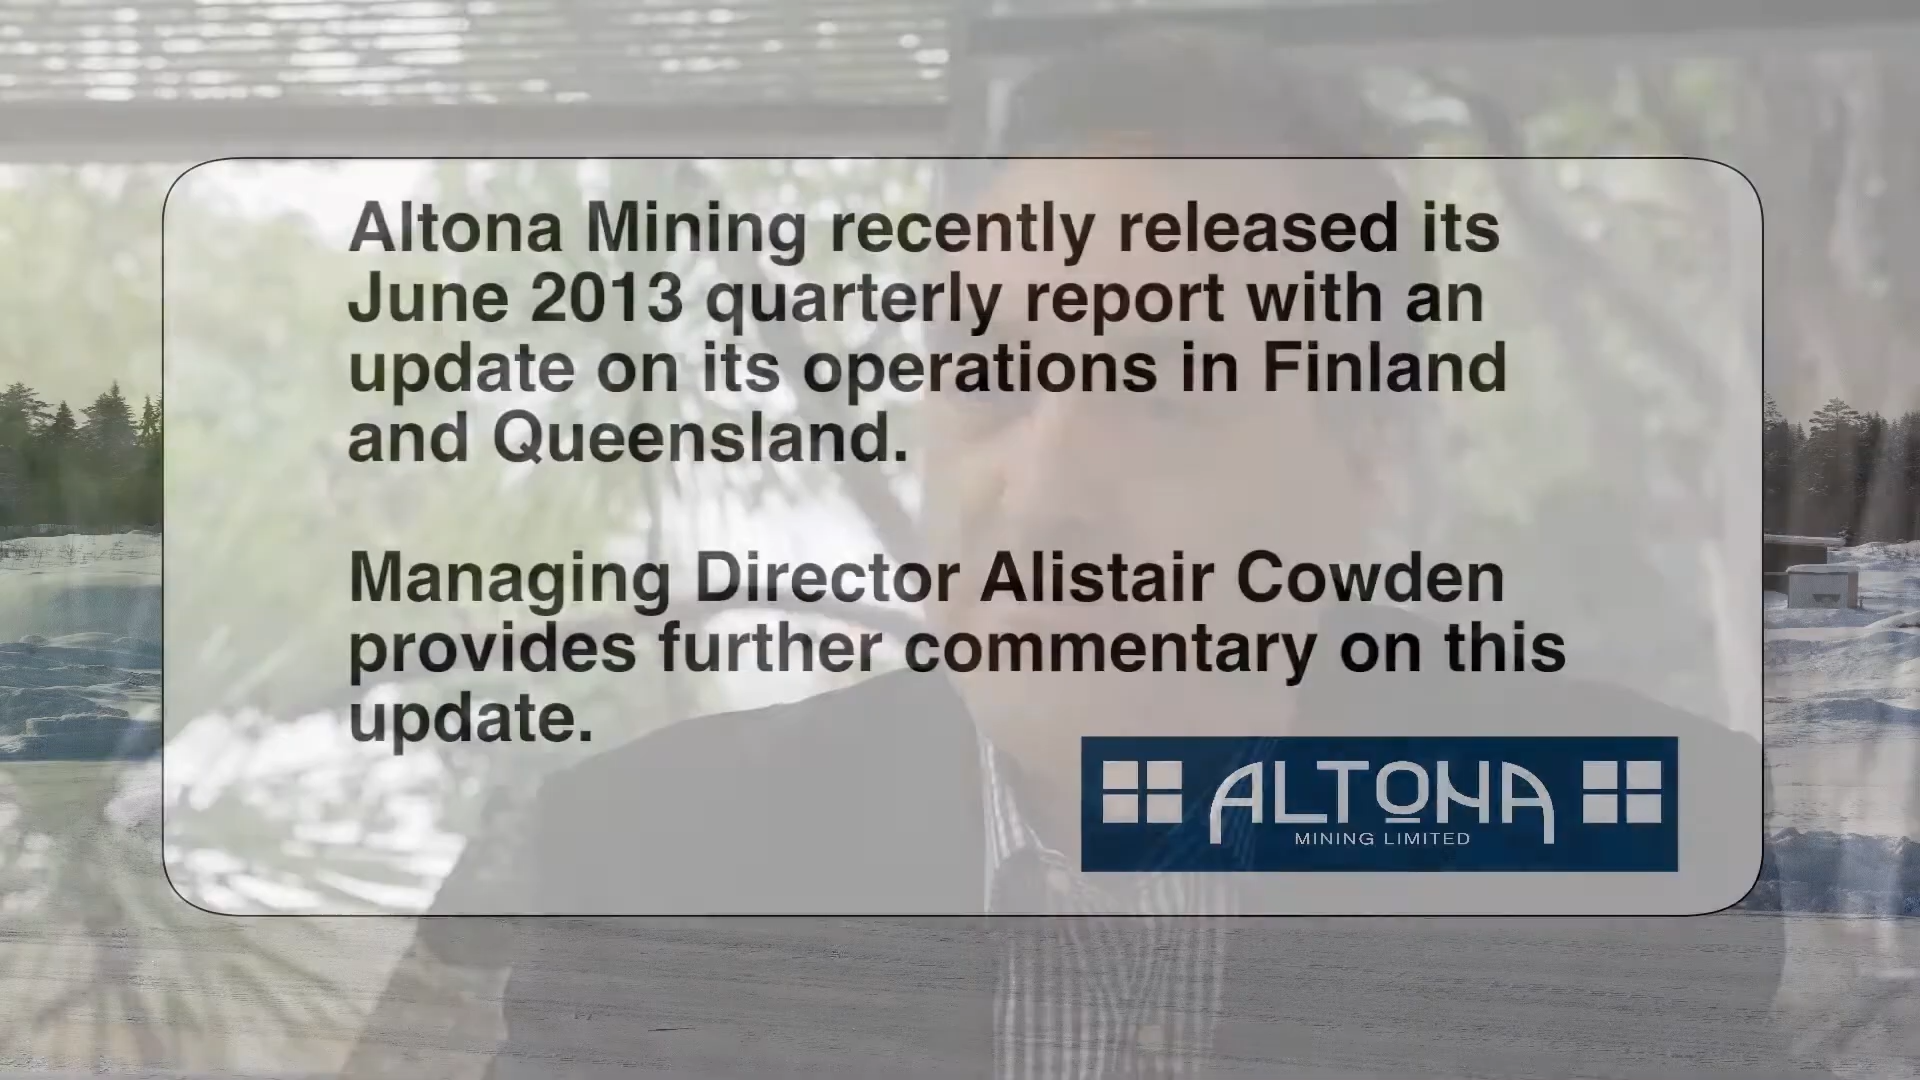 Altona Mining recently released its
June 2013 quarterly report with an
update on its operations in Finland
and Queensland.
Managing Director Alistair Cowden
provides further commentary on this
update.
ALTONA
MINING LIMITED